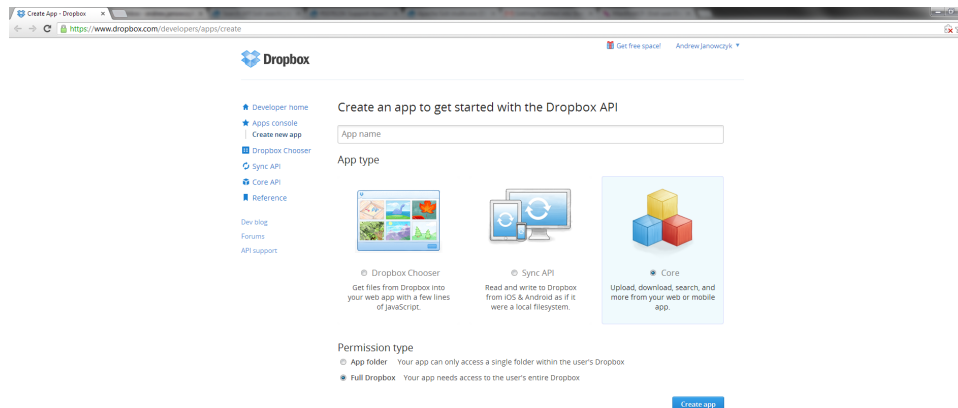 Create App - Dropbox
https://www.dropbox.com/developers/apps/create
Get free space! Andrew Janowczyk
Dropbox
Developer home
Apps console
Create new app
Dropbox Chooser
Sync API
Core API
Reference
Dev blog
Forums
API support
Create an app to get started with the Dropbox API
App name
App type
Dropbox Chooser
Get files from Dropbox into
your web app with a few lines
of JavaScript.
Sync API
Read and write to Dropbox
from iOS & Android as if it
were a local filesystem.
Core
Upload, download, search, and
more from your web or mobile
app.
Permission type
App folder Your app can only access a single folder within the user's Dropbox
Full Dropbox Your app needs access to the user's entire Dropbox
Create app